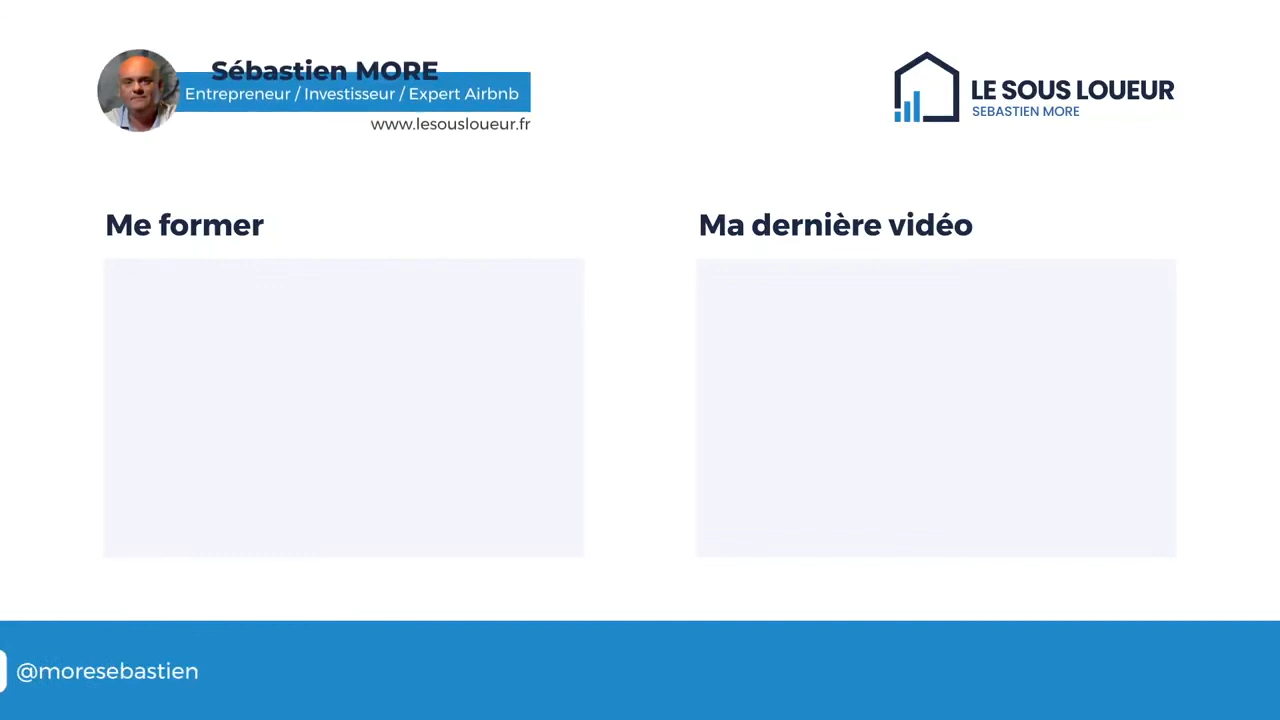 Sébastien MORE
Entrepreneur / Investisseur / Expert Airbnb
www.lesousloueur.fr
LE SOUS LOUEUR
SEBASTIEN MORE
Me former
Ma dernière vidéo
@moresebastien